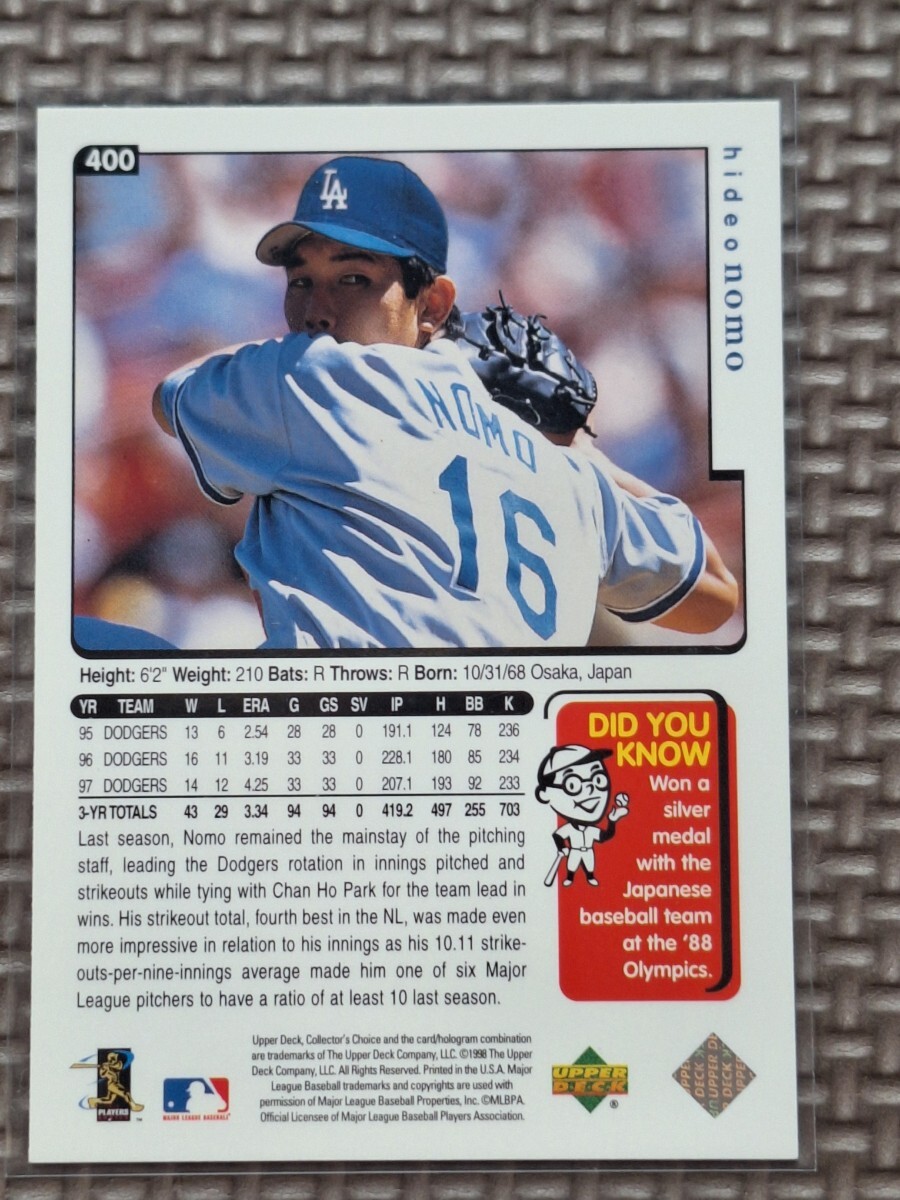 400
hideo nomo
LA
NOMO
16
Height: 6'2" Weight: 210 Bats: R Throws: R Born: 10/31/68 Osaka, Japan
YR TEAM W L ERA G GS SV IP H BB K
95 DODGERS 13 6 2.54 28 28 0 191.1 124 78 236
96 DODGERS 16 11 3.19 33 33 0 228.1 180 85 234
97 DODGERS 14 12 4.25 33 33 0 207.1 193 92 233
3-YR TOTALS 43 29 3.34 94 94 0 419.2 497 255 703
Last season, Nomo remained the mainstay of the pitching
staff, leading the Dodgers rotation in innings pitched and
strikeouts while tying with Chan Ho Park for the team lead in
wins. His strikeout total, fourth best in the NL, was made even
more impressive in relation to his innings as his 10.11 strike-
outs-per-nine-innings average made him one of six Major
League pitchers to have a ratio of at least 10 last season.
DID YOU
KNOW
Won a
silver
medal
with the
Japanese
baseball team
at the '88
Olympics.
Upper Deck, Collector's Choice and the card/hologram combination
are trademarks of The Upper Deck Company, LLC. ©1998 The Upper
Deck Company, LLC. All Rights Reserved. Printed in the U.S.A. Major
League Baseball trademarks and copyrights are used with
permission of Major League Baseball Properties, Inc. ©MLBPA.
Official Licensee of Major League Baseball Players Association.
PLAYERS ™
MAJOR LEAGUE BASEBALL
UPPER
DECK ®
UPPER DECK